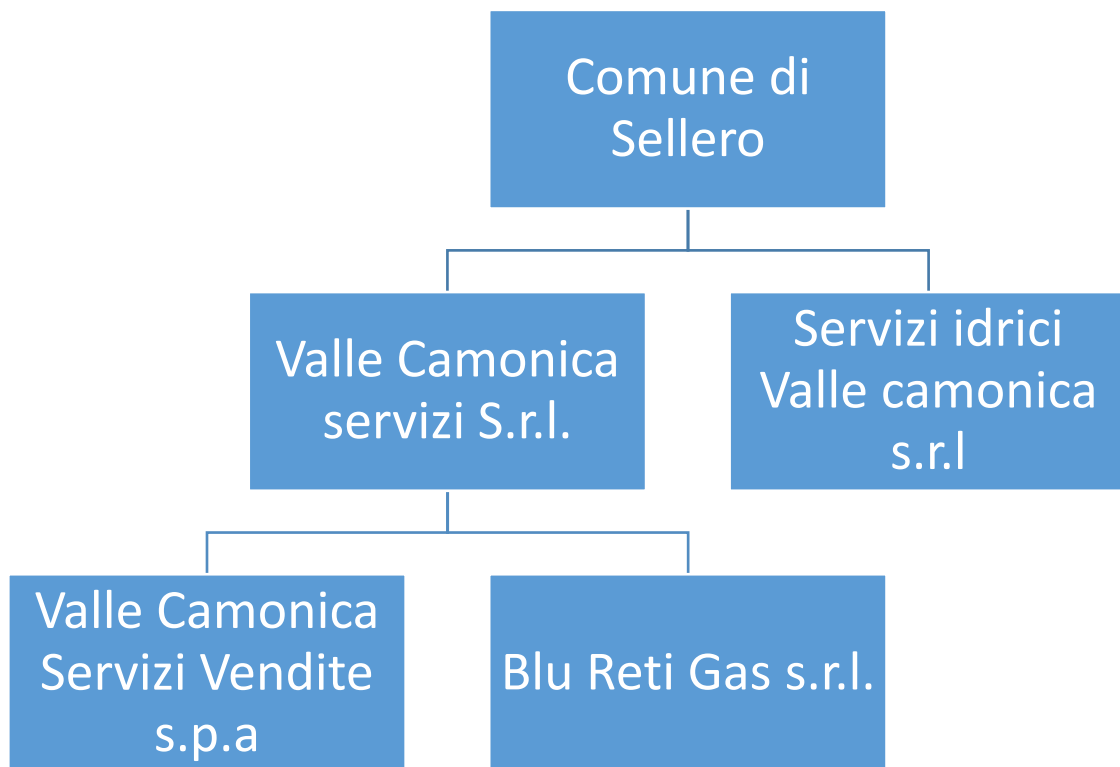 Comune di
Sellero
Valle Camonica
servizi S.r.l.
Servizi idrici
Valle camonica
s.r.l
Valle Camonica
Servizi Vendite
s.p.a
Blu Reti Gas s.r.l.